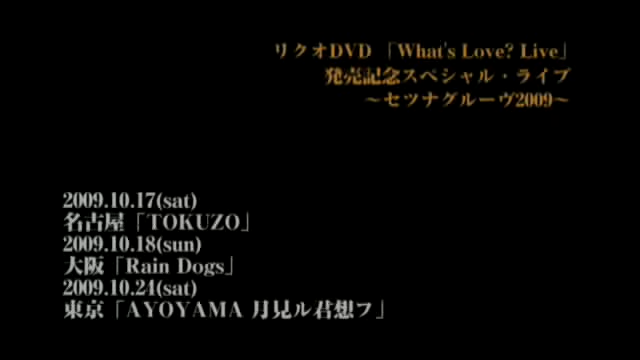 リクオDVD 「What's Love? Live」
発売記念スペシャル・ライブ
～セツナグルーヴ2009～
2009.10.17(sat)
名古屋「TOKUZO」
2009.10.18(sun)
大阪「Rain Dogs」
2009.10.24(sat)
東京「AYOYAMA 月見ル君想フ」